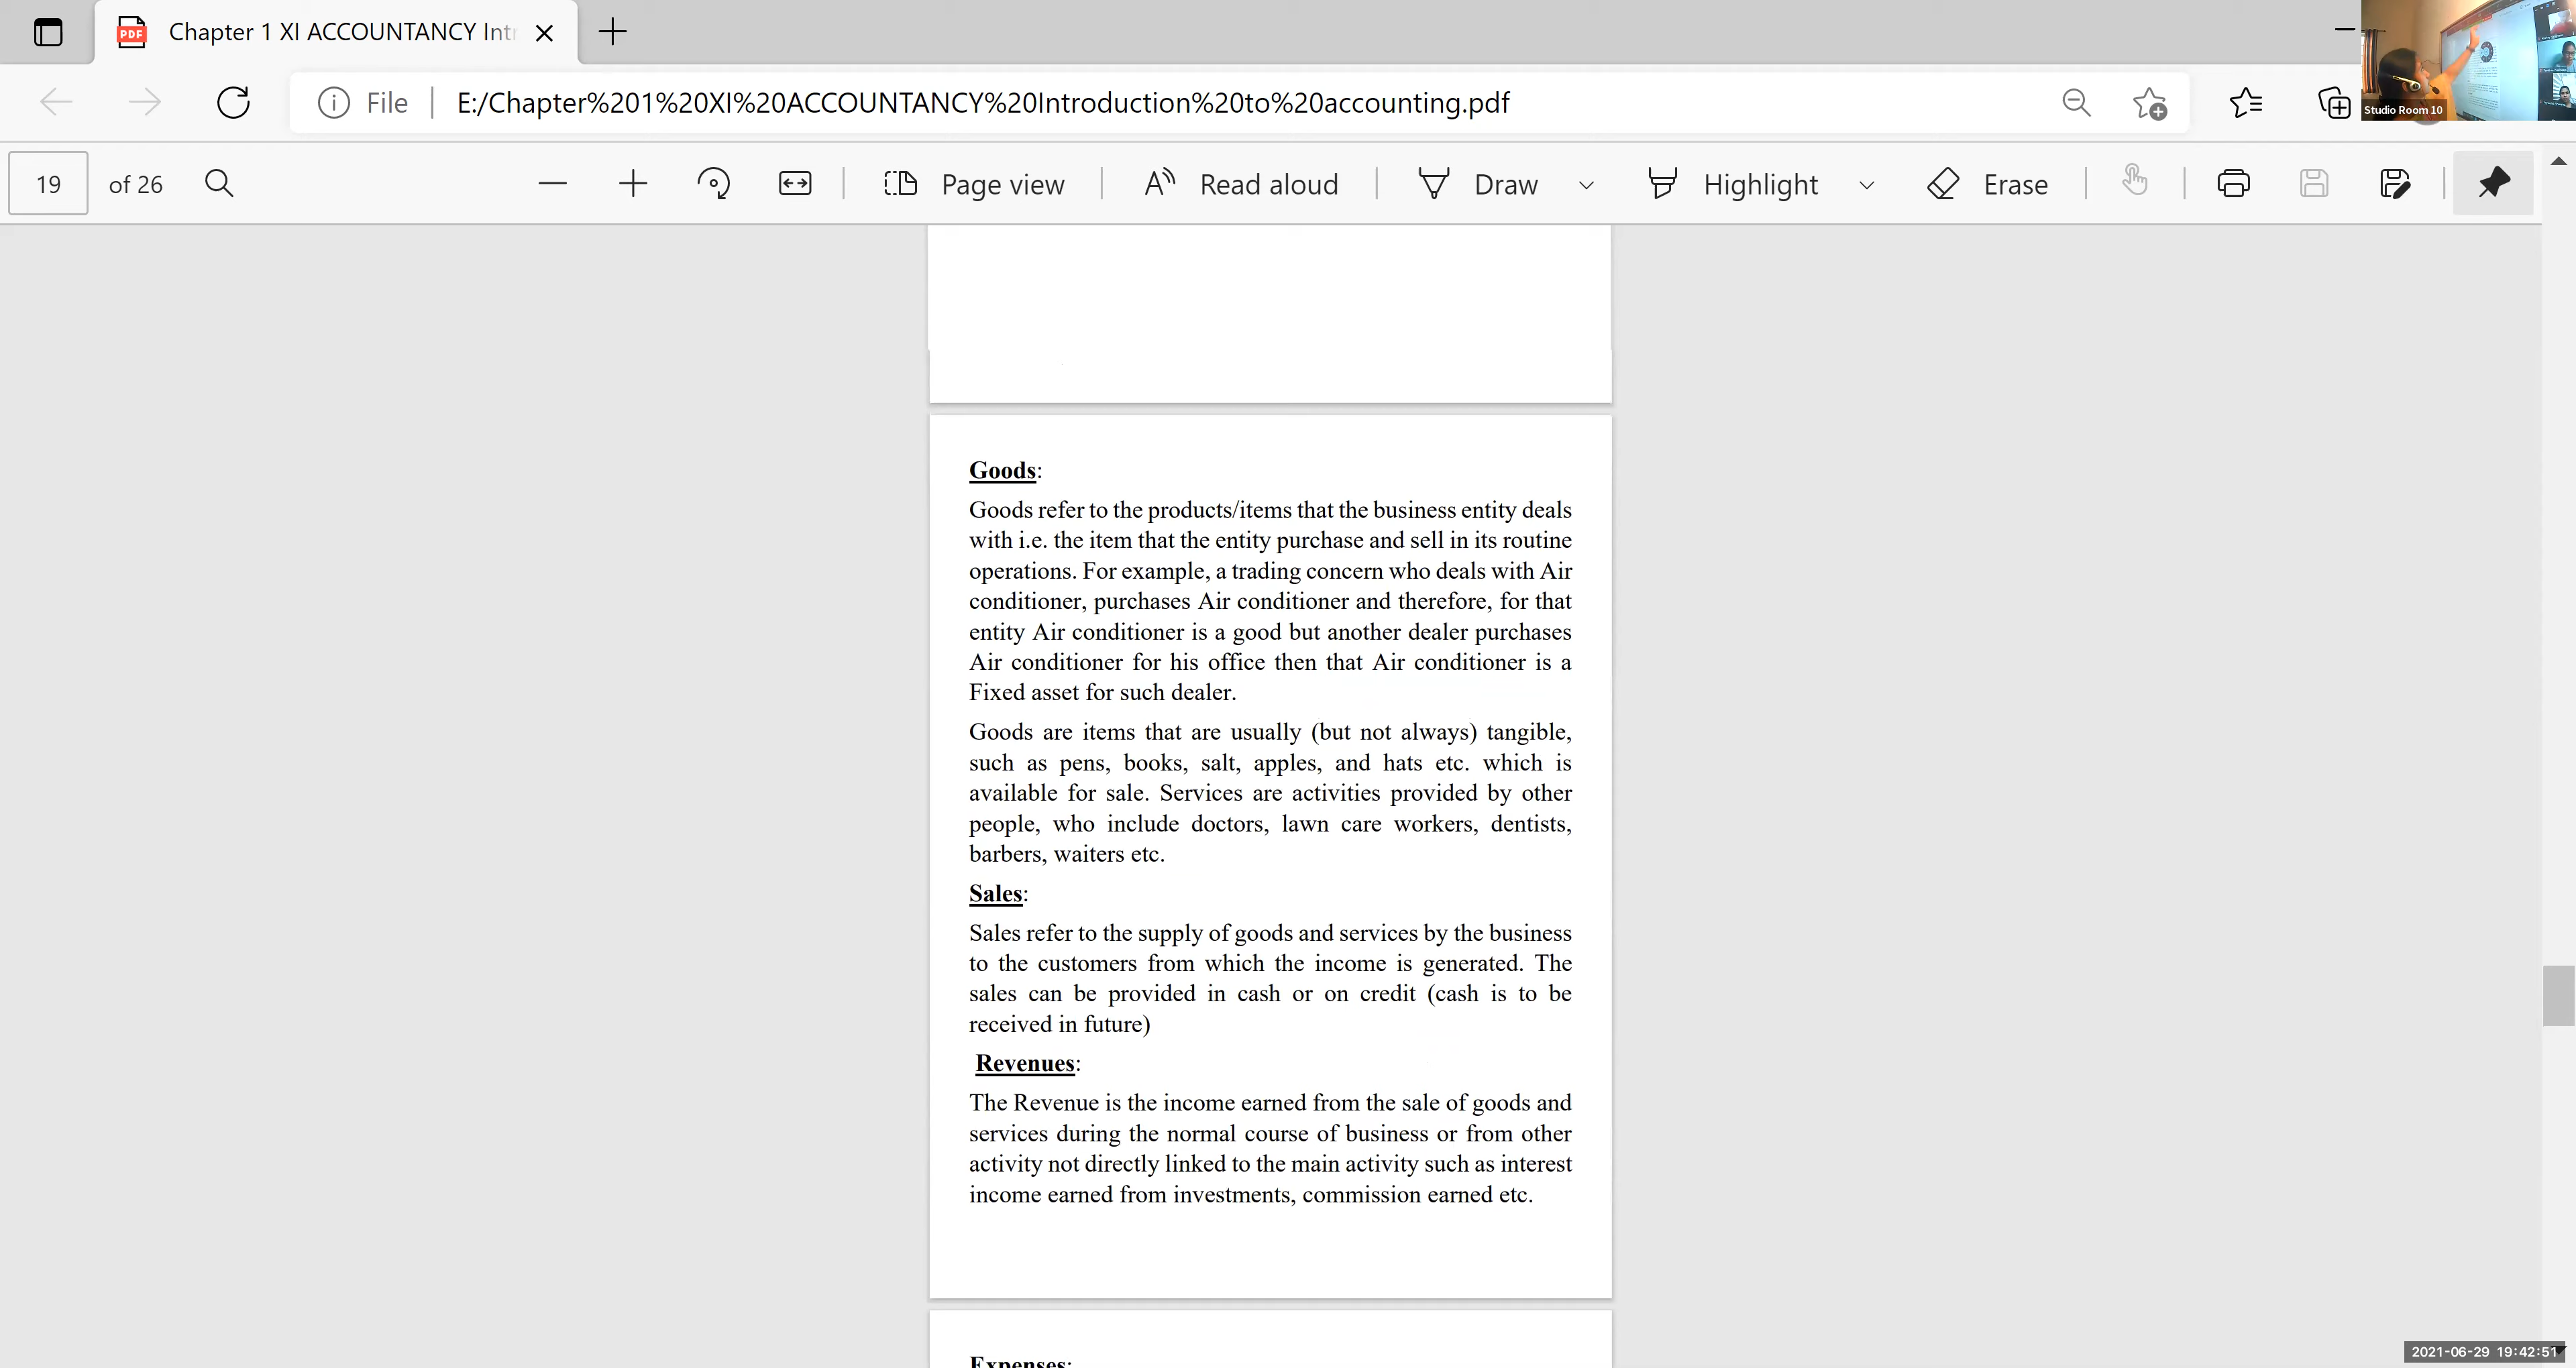 Chapter 1 XI ACCOUNTANCY Int
File
E:/Chapter%201%20XI%20ACCOUNTANCY%20Introduction%20to%20accounting.pdf
Studio Room 10
19 of 26
Page view
Read aloud
Draw
Highlight
Erase
Goods:
Goods refer to the products/items that the business entity deals
with i.e. the item that the entity purchase and sell in its routine
operations. For example, a trading concern who deals with Air
conditioner, purchases Air conditioner and therefore, for that
entity Air conditioner is a good but another dealer purchases
Air conditioner for his office then that Air conditioner is a
Fixed asset for such dealer.
Goods are items that are usually (but not always) tangible,
such as pens, books, salt, apples, and hats etc. which is
available for sale. Services are activities provided by other
people, who include doctors, lawn care workers, dentists,
barbers, waiters etc.
Sales:
Sales refer to the supply of goods and services by the business
to the customers from which the income is generated. The
sales can be provided in cash or on credit (cash is to be
received in future)
Revenues:
The Revenue is the income earned from the sale of goods and
services during the normal course of business or from other
activity not directly linked to the main activity such as interest
income earned from investments, commission earned etc.
Expenses:
2021-06-29 19:42:51